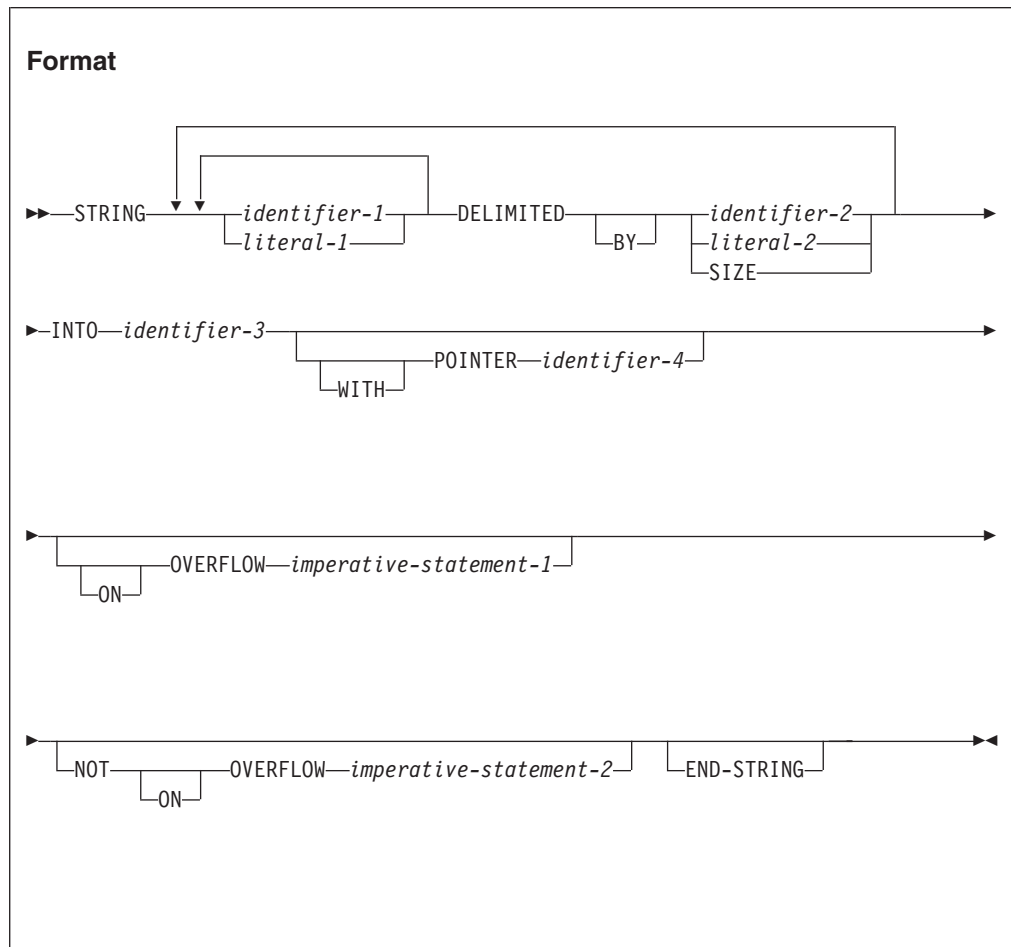 Format
STRING identifier-1 DELIMITED identifier-2
literal-1 BY literal-2
SIZE
INTO identifier-3
POINTER identifier-4
WITH
OVERFLOW imperative-statement-1
ON
NOT OVERFLOW imperative-statement-2 END-STRING
ON